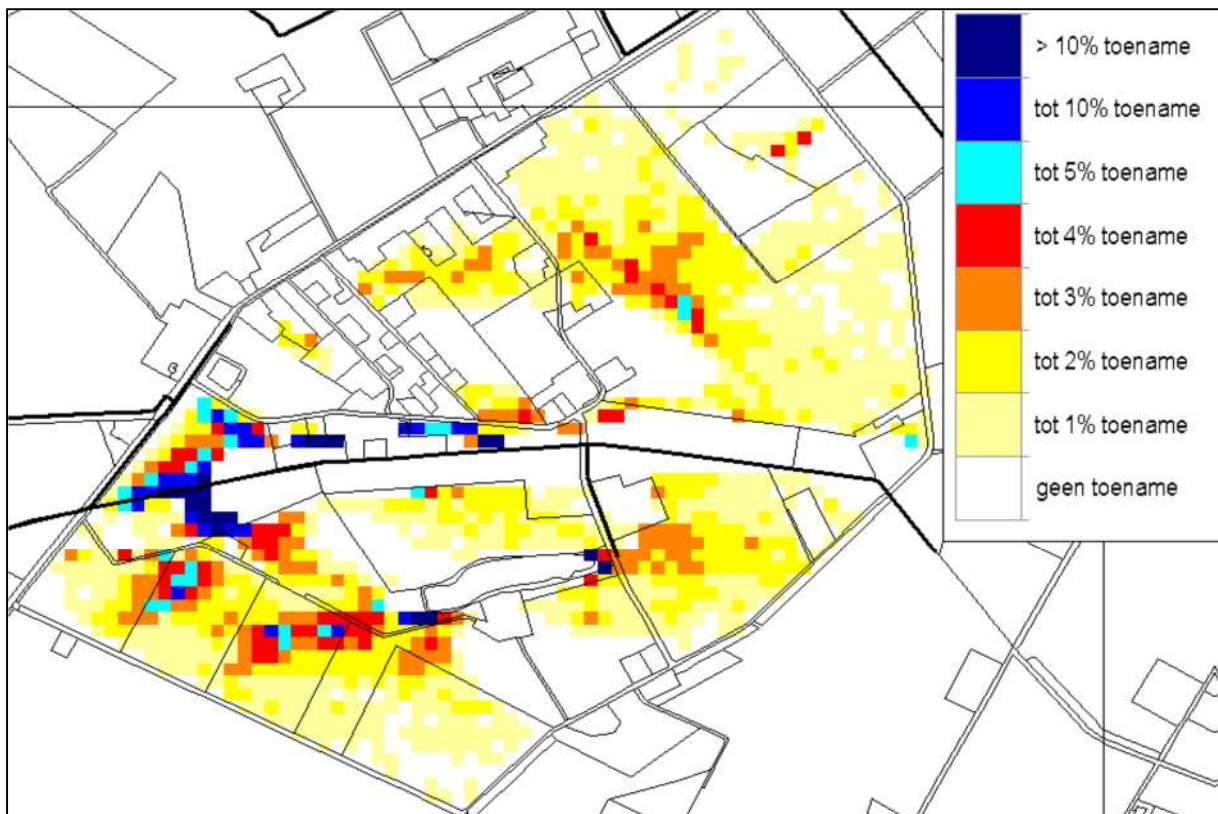 > 10% toename
tot 10% toename
tot 5% toename
tot 4% toename
tot 3% toename
tot 2% toename
tot 1% toename
geen toename